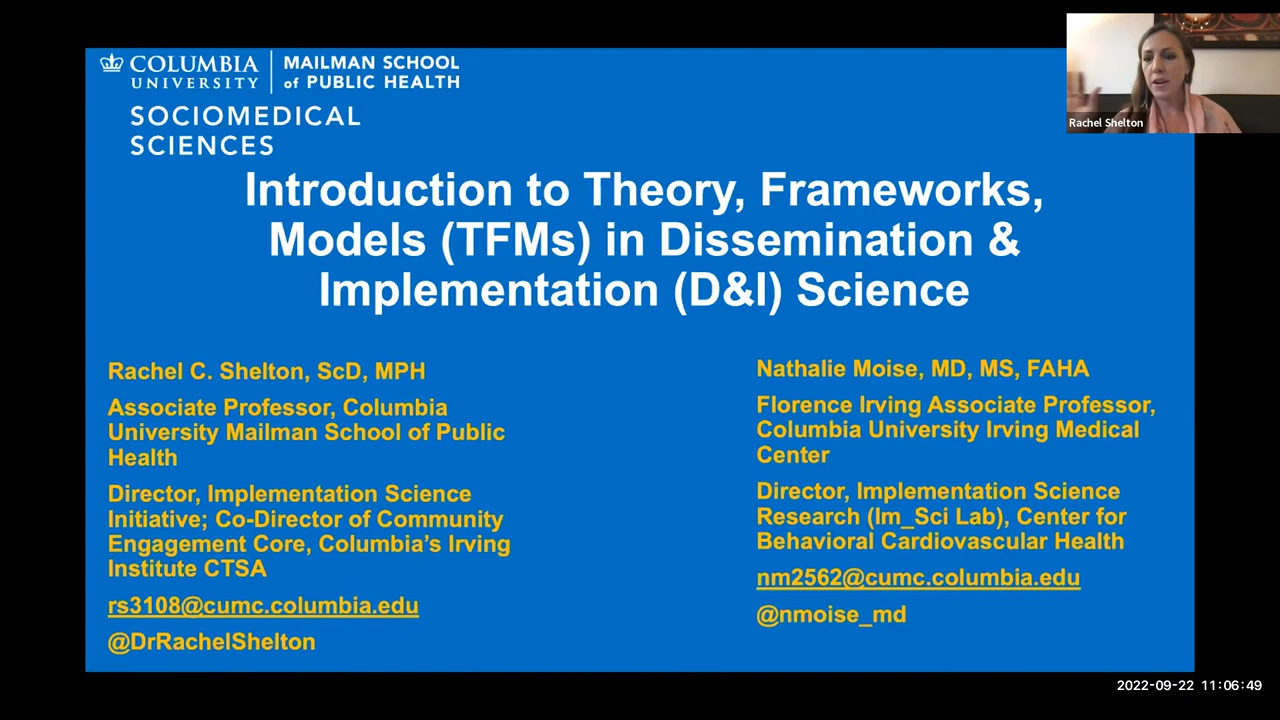 COLUMBIA
UNIVERSITY
MAILMAN SCHOOL
of PUBLIC HEALTH
SOCIOMEDICAL
SCIENCES
Rachel Shelton
Introduction to Theory, Frameworks,
Models (TFMs) in Dissemination &
Implementation (D&I) Science
Rachel C. Shelton, ScD, MPH
Associate Professor, Columbia
University Mailman School of Public
Health
Director, Implementation Science
Initiative; Co-Director of Community
Engagement Core, Columbia's Irving
Institute CTSA
rs3108@cumc.columbia.edu
@DrRachelShelton
Nathalie Moise, MD, MS, FAHA
Florence Irving Associate Professor,
Columbia University Irving Medical
Center
Director, Implementation Science
Research (Im_Sci Lab), Center for
Behavioral Cardiovascular Health
nm2562@cumc.columbia.edu
@nmoise_md
2022-09-22 11:06:49